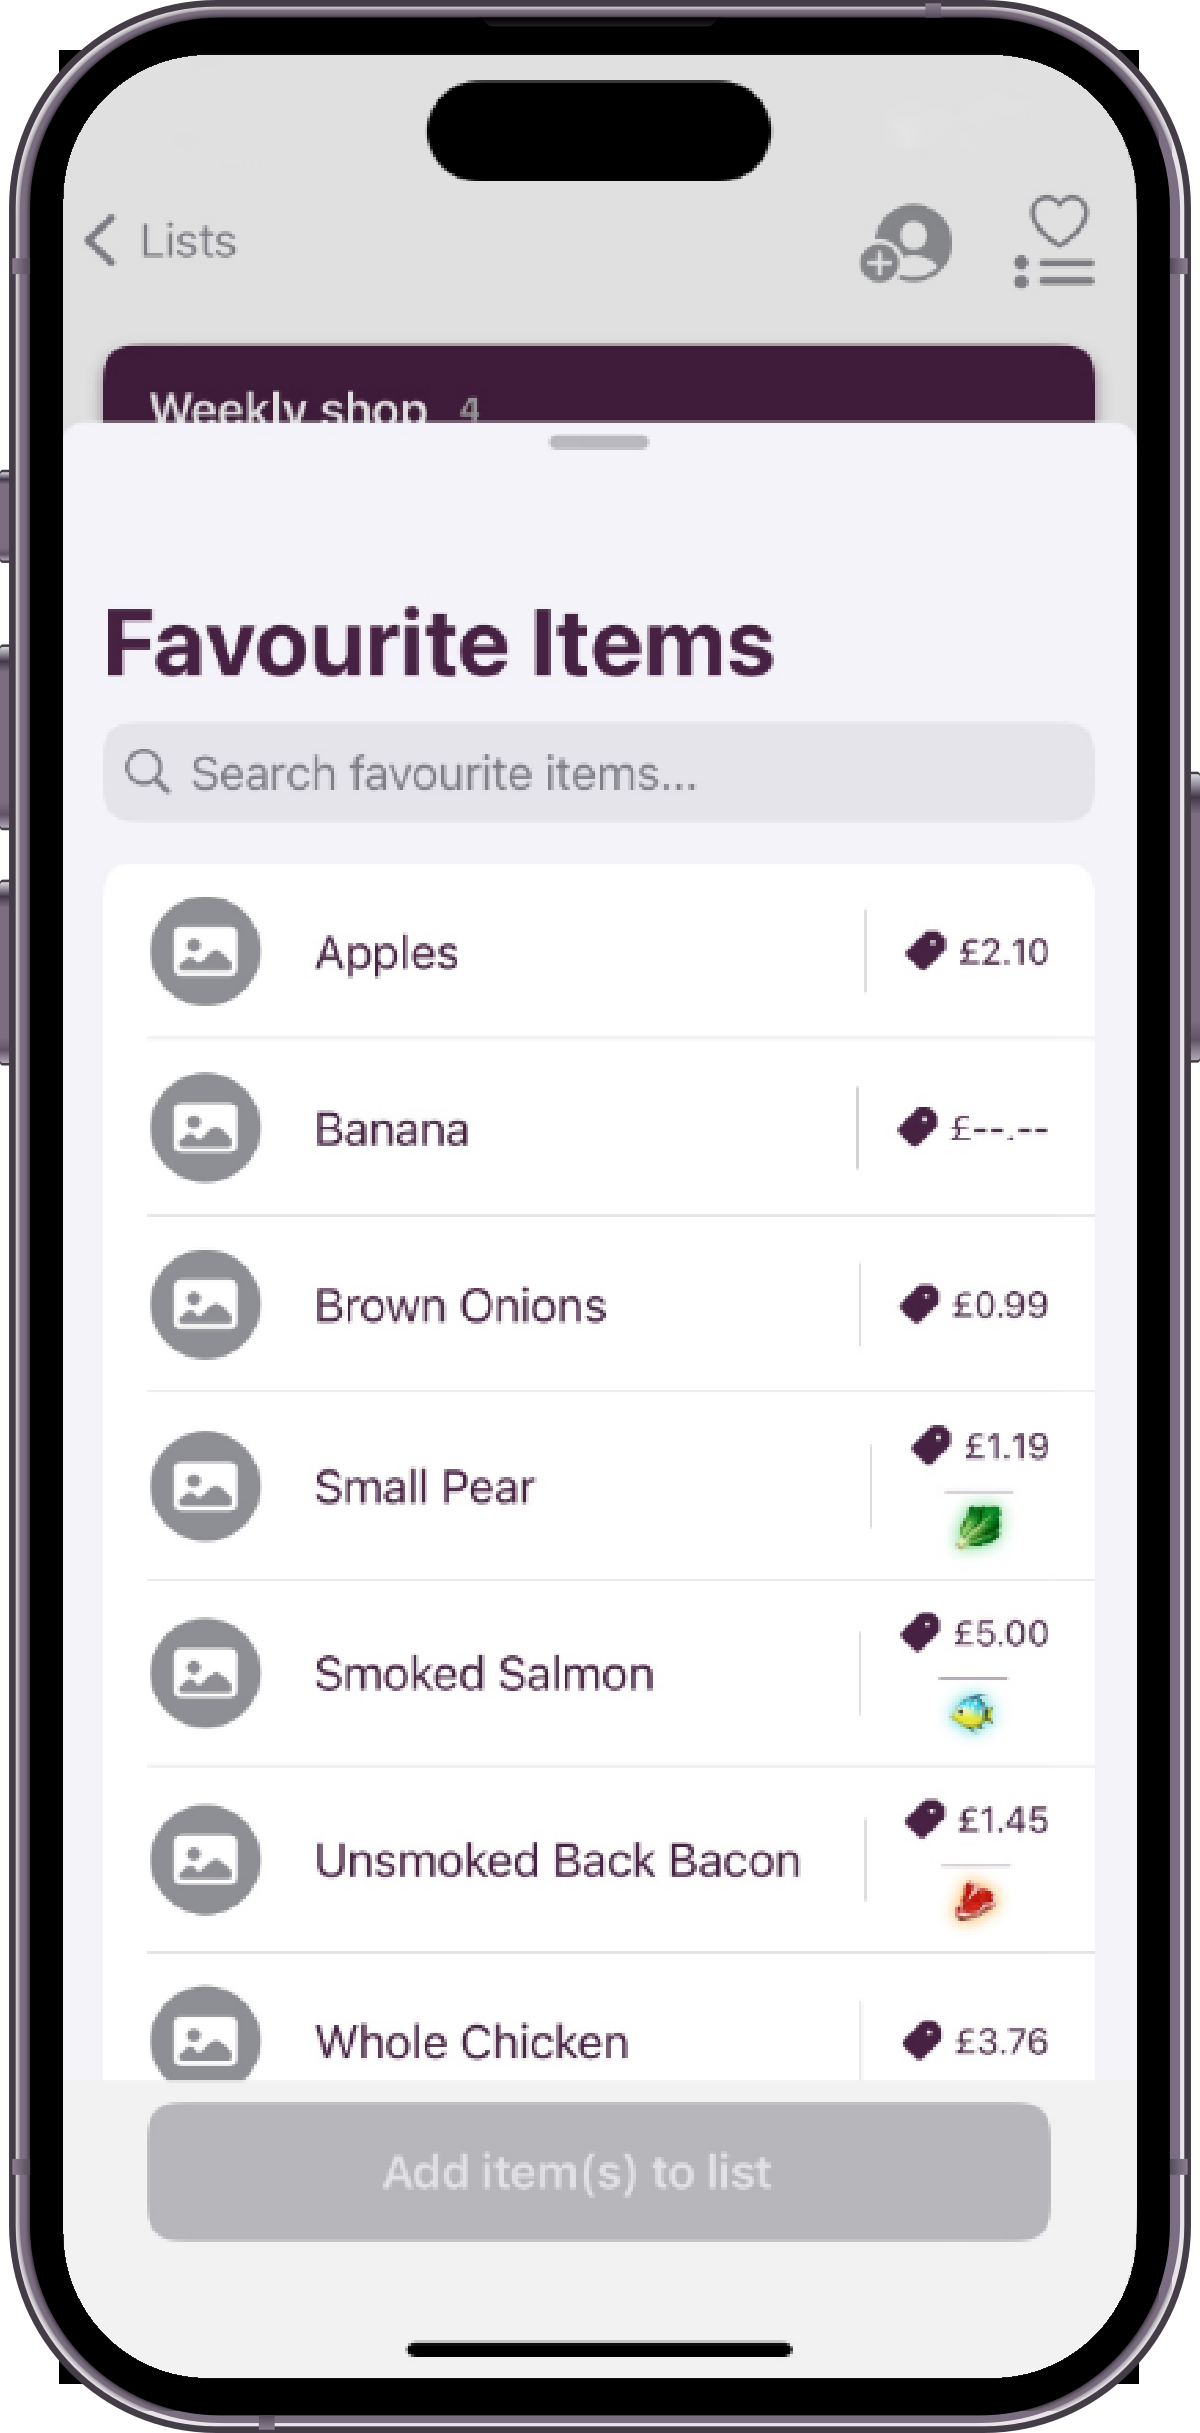 Lists
Weekly shop 4
Favourite Items
Search favourite items...
Apples £2.10
Banana £--.--
Brown Onions £0.99
Small Pear £1.19
Smoked Salmon £5.00
Unsmoked Back Bacon £1.45
Whole Chicken £3.76
Add item(s) to list